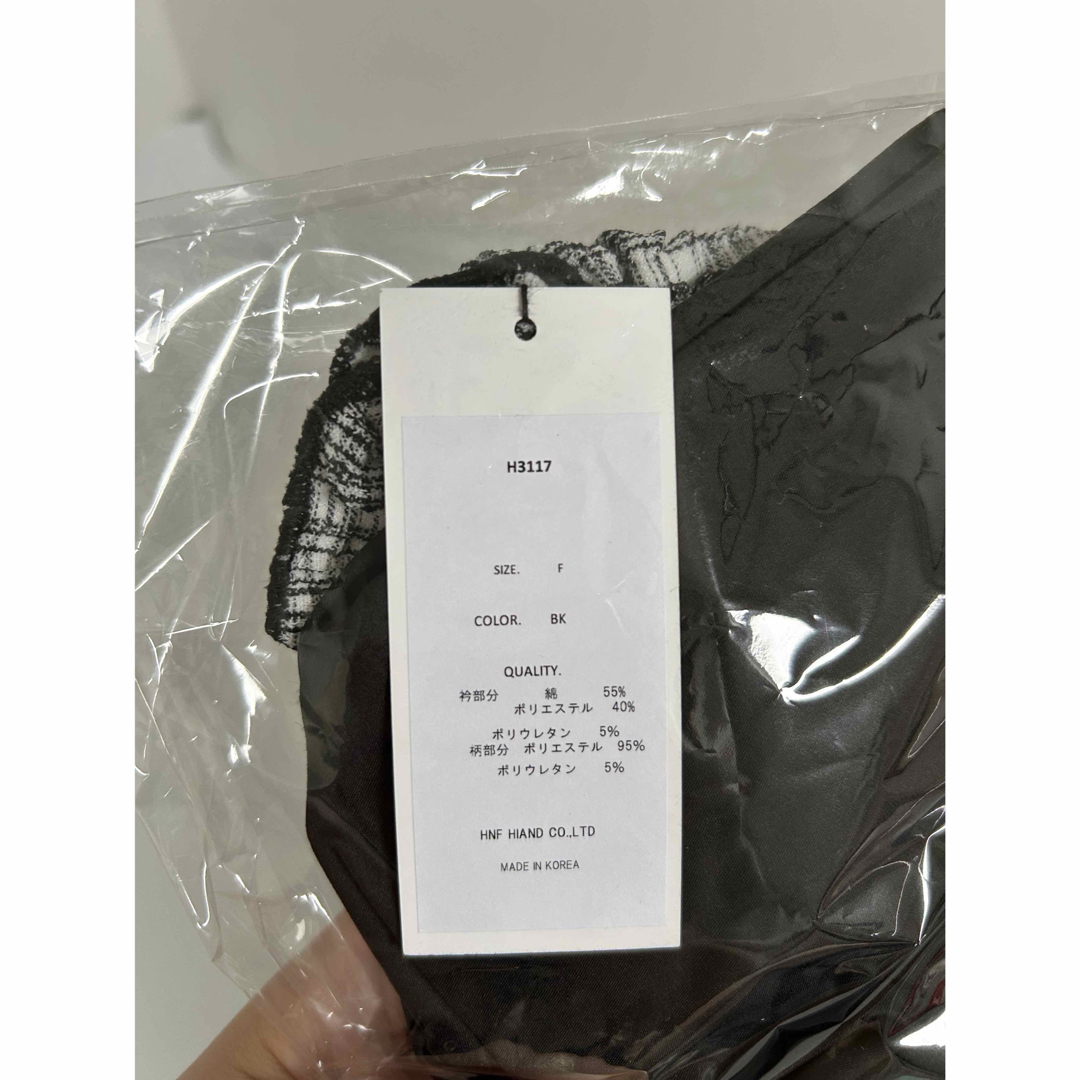 H3117
SIZE. F
COLOR. BK
QUALITY.
衿部分 綿 55%
ポリエステル 40%
ポリウレタン 5%
柄部分 ポリエステル 95%
ポリウレタン 5%
HNF HIAND CO.,LTD
MADE IN KOREA